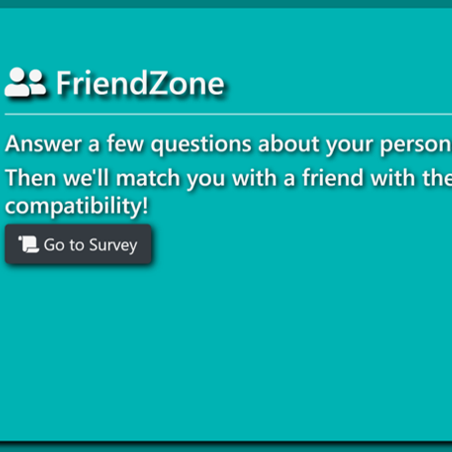 FriendZone
Answer a few questions about your person
Then we'll match you with a friend with the
compatibility!
Go to Survey